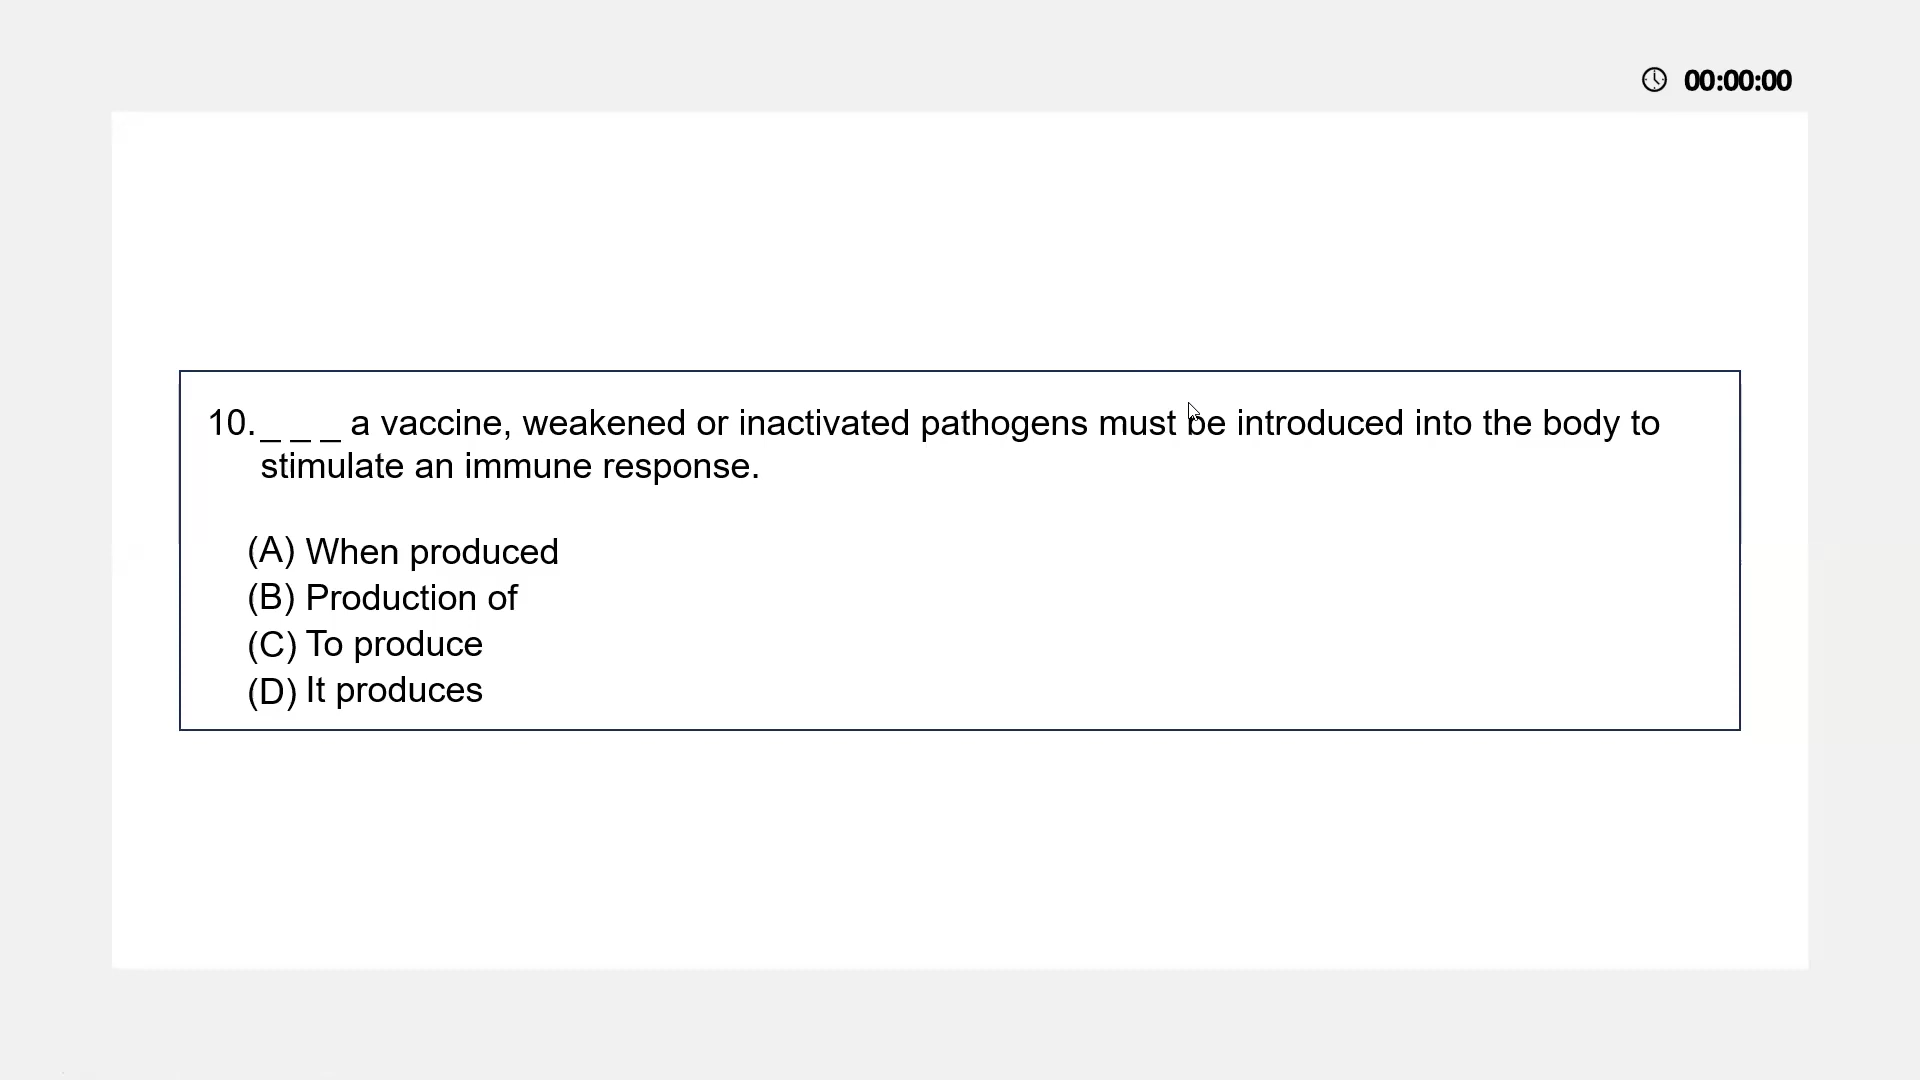 00:00:00
10. _ _ _ a vaccine, weakened or inactivated pathogens must be introduced into the body to
stimulate an immune response.
(A) When produced
(B) Production of
(C) To produce
(D) It produces